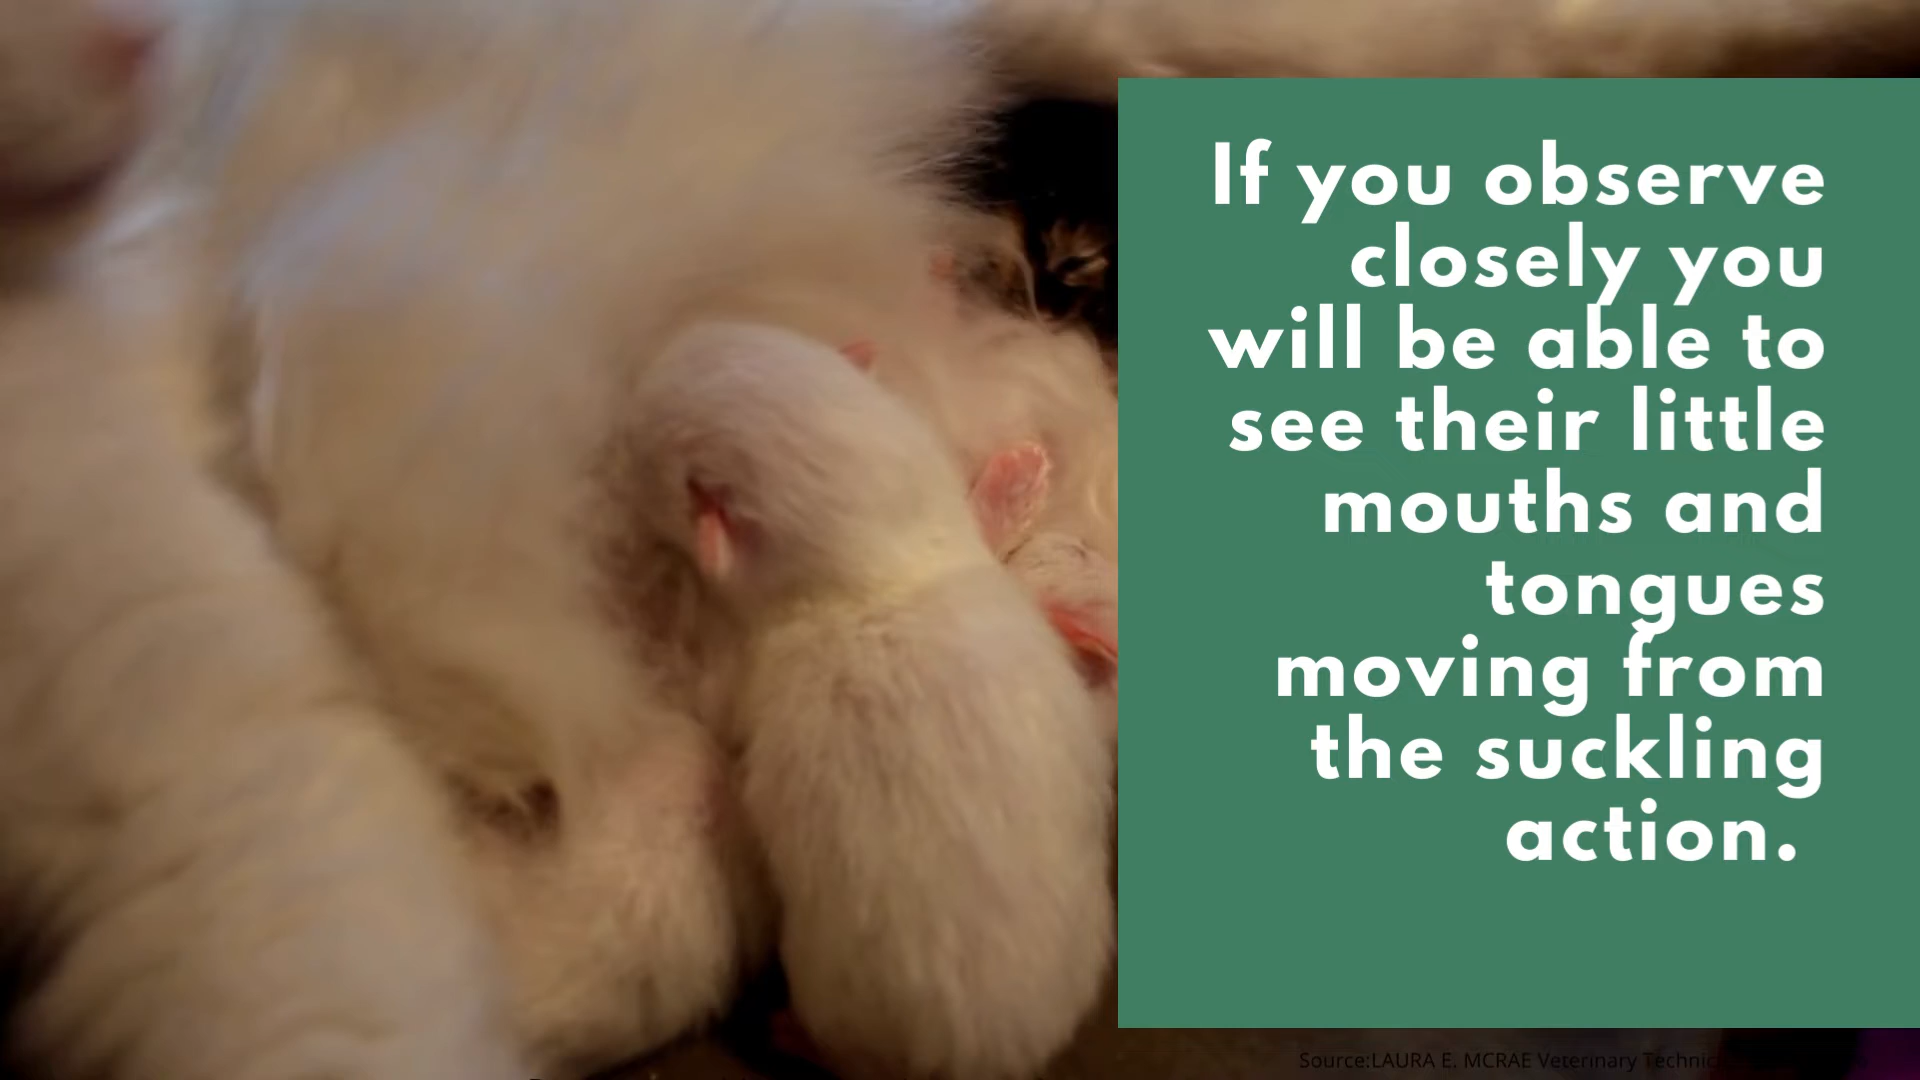 If you observe
closely you
will be able to
see their little
mouths and
tongues
moving from
the suckling
action.
Source:LAURA E. MCRAE Veterinary